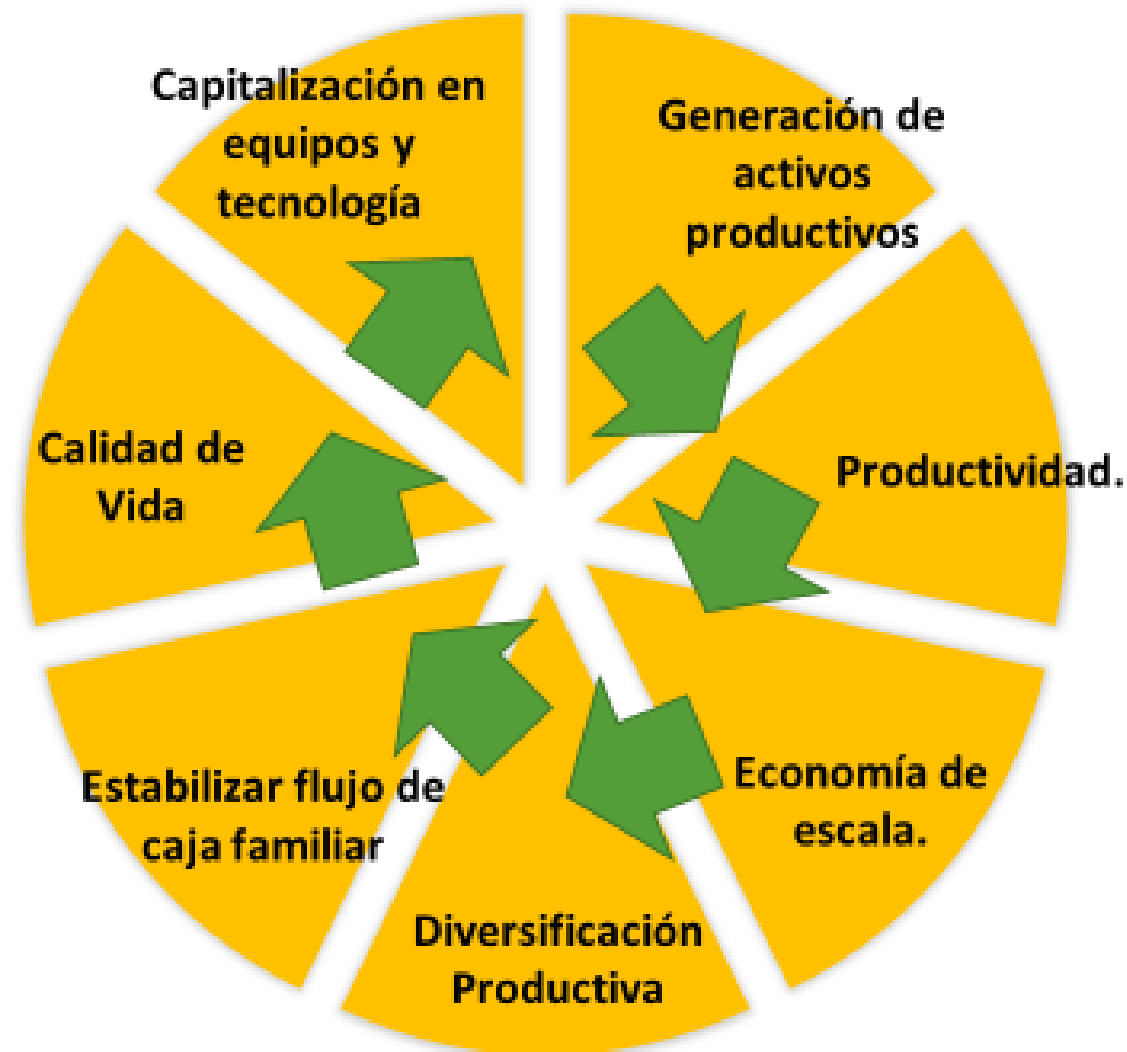 Generación de
activos
productivos
Productividad.
Economía de
escala.
Diversificación
Productiva
Estabilizar flujo de
caja familiar
Calidad de
Vida
Capitalización en
equipos y
tecnología